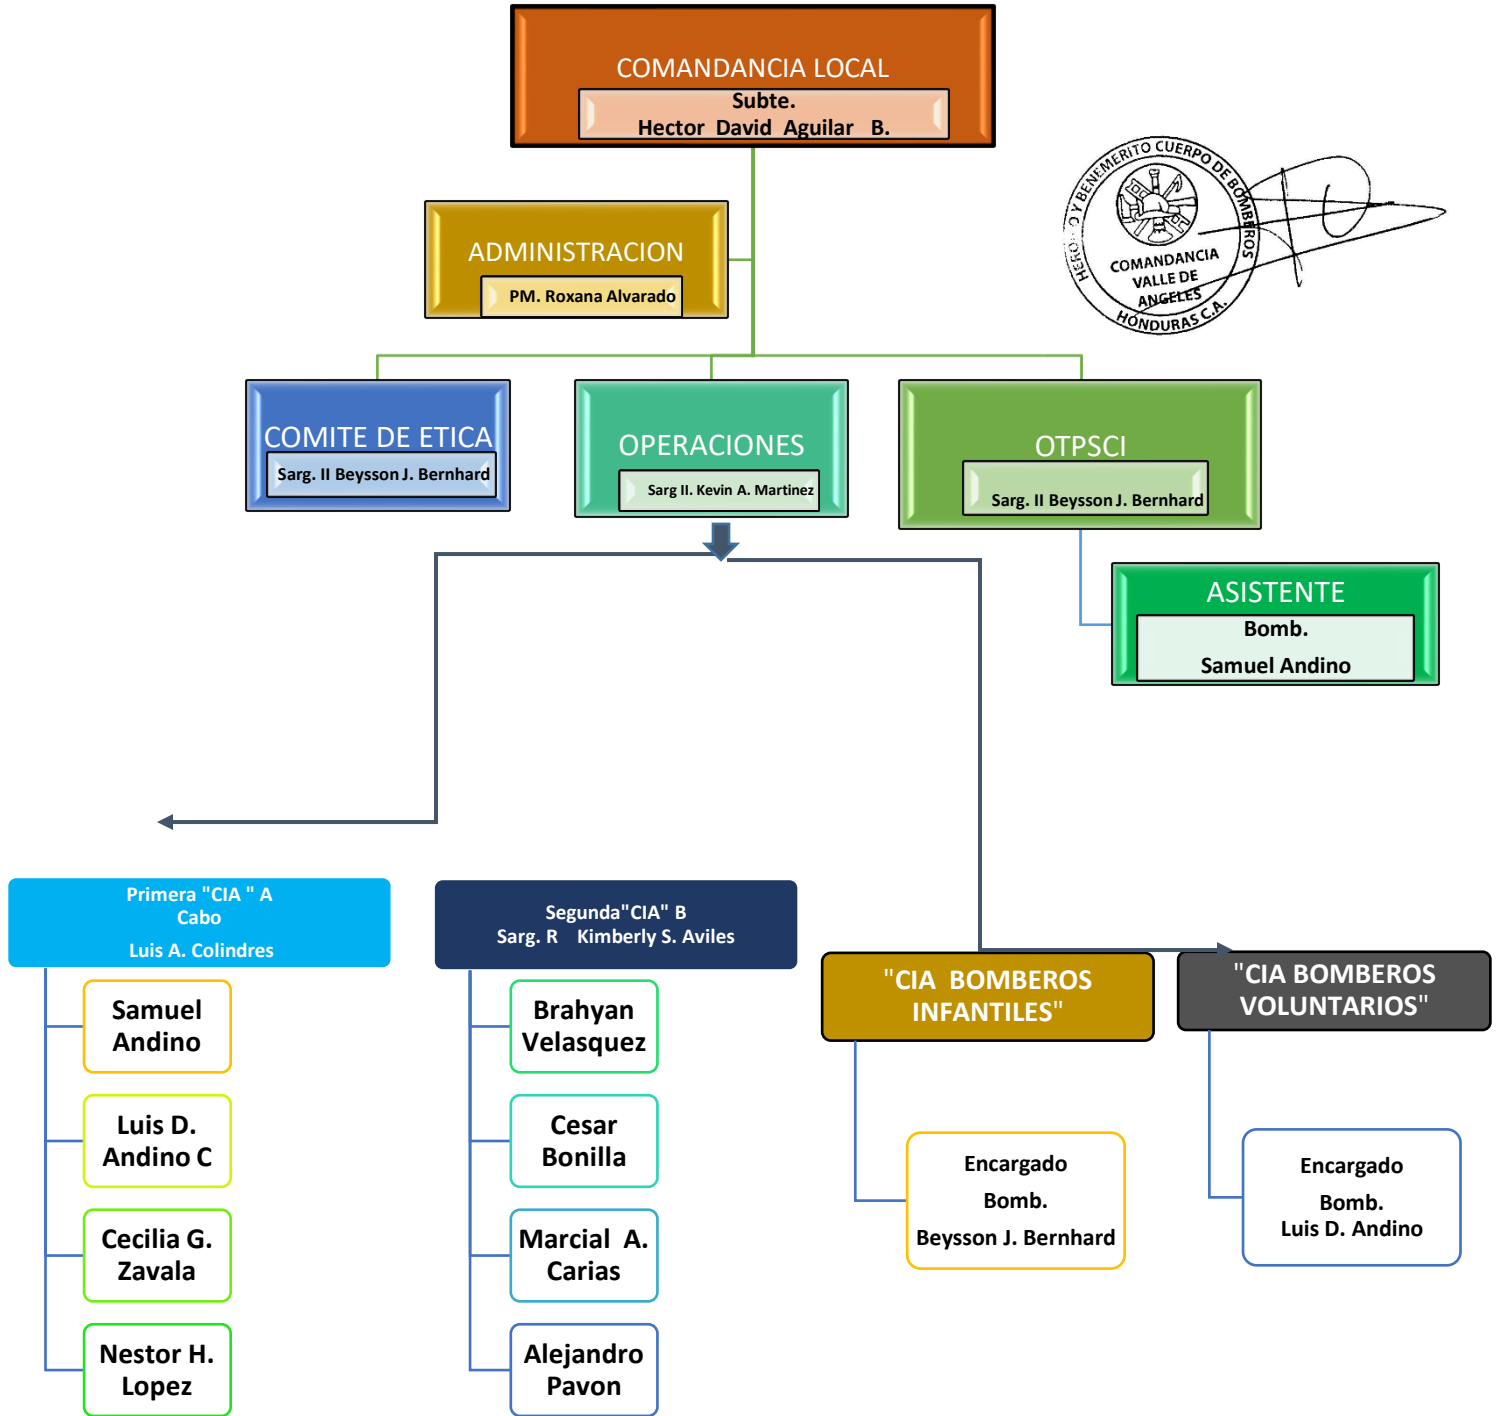 COMANDANCIA LOCAL
Subte.
Hector David Aguilar B.
HEROICO Y BENEMERITO CUERPO DE BOMBEROS
COMANDANCIA
VALLE DE
ANGELES
HONDURAS C.A.
ADMINISTRACION
PM. Roxana Alvarado
COMITE DE ETICA
Sarg. II Beysson J. Bernhard
OPERACIONES
Sarg II. Kevin A. Martinez
OTPSCI
Sarg. II Beysson J. Bernhard
ASISTENTE
Bomb.
Samuel Andino
Primera "CIA " A
Cabo
Luis A. Colindres
Samuel
Andino
Luis D.
Andino C
Cecilia G.
Zavala
Nestor H.
Lopez
Segunda"CIA" B
Sarg. R Kimberly S. Aviles
Brahyan
Velasquez
Cesar
Bonilla
Marcial A.
Carias
Alejandro
Pavon
"CIA BOMBEROS
INFANTILES"
Encargado
Bomb.
Beysson J. Bernhard
"CIA BOMBEROS
VOLUNTARIOS"
Encargado
Bomb.
Luis D. Andino